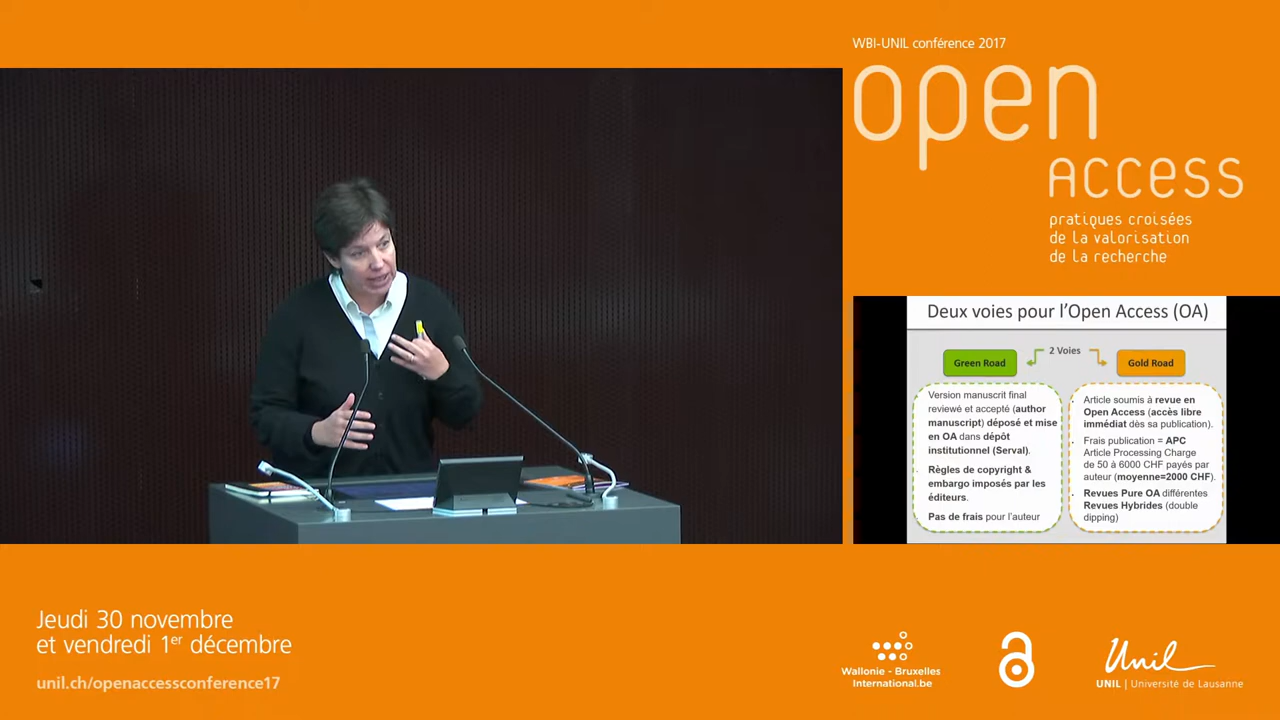 WBI-UNIL conférence 2017
open
access
pratiques croisées
de la valorisation
de la recherche
Deux voies pour l'Open Access (OA)
2 Voies
Green Road
Gold Road
Version manuscrit final
reviewé et accepté (author
manuscript) déposé et mise
en OA dans dépôt
institutionnel (Serval).
Règles de copyright &
embargo imposés par les
éditeurs.
Pas de frais pour l'auteur
Article soumis à revue en
Open Access (accès libre
immédiat dès sa publication).
Frais publication = APC
Article Processing Charge
de 50 à 6000 CHF payés par
auteur (moyenne=2000 CHF).
Revues Pure OA différentes
Revues Hybrides (double
dipping)
Jeudi 30 novembre
et vendredi 1er décembre
unil.ch/openaccessconference17
Wallonie - Bruxelles
International.be
Unil
UNIL | Université de Lausanne